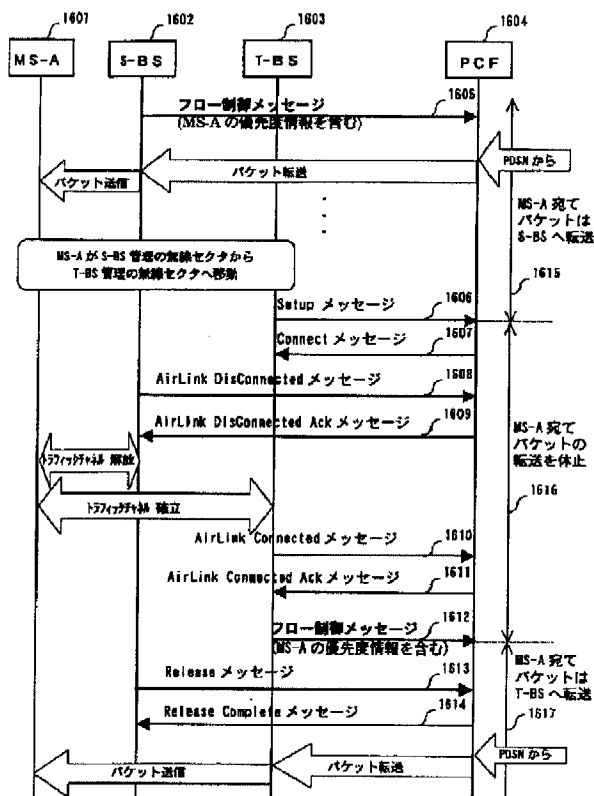 1601
1602
1603
1604
MS-A
S-BS
T-BS
PCF
1605
フロー制御メッセージ
(MS-Aの優先度情報を含む)
PDSNから
パケット転送
パケット送信
MS-A 宛て
パケットは
S-BSへ転送
1615
MS-A が S-BS 管理の無線セクタから
T-BS 管理の無線セクタへ移動
Setup メッセージ
1606
Connect メッセージ
1607
AirLink DisConnected メッセージ
1608
AirLink DisConnected Ack メッセージ
1609
MS-A 宛て
パケットの
転送を休止
1616
トラフィックチャネル 解放
トラフィックチャネル 確立
AirLink Connected メッセージ
1610
AirLink Connected Ack メッセージ
1611
フロー制御メッセージ
1612
(MS-Aの優先度情報を含む)
Release メッセージ
1613
MS-A 宛て
パケットは
T-BSへ転送
Release Complete メッセージ
1614
1617
PDSNから
パケット転送
パケット送信